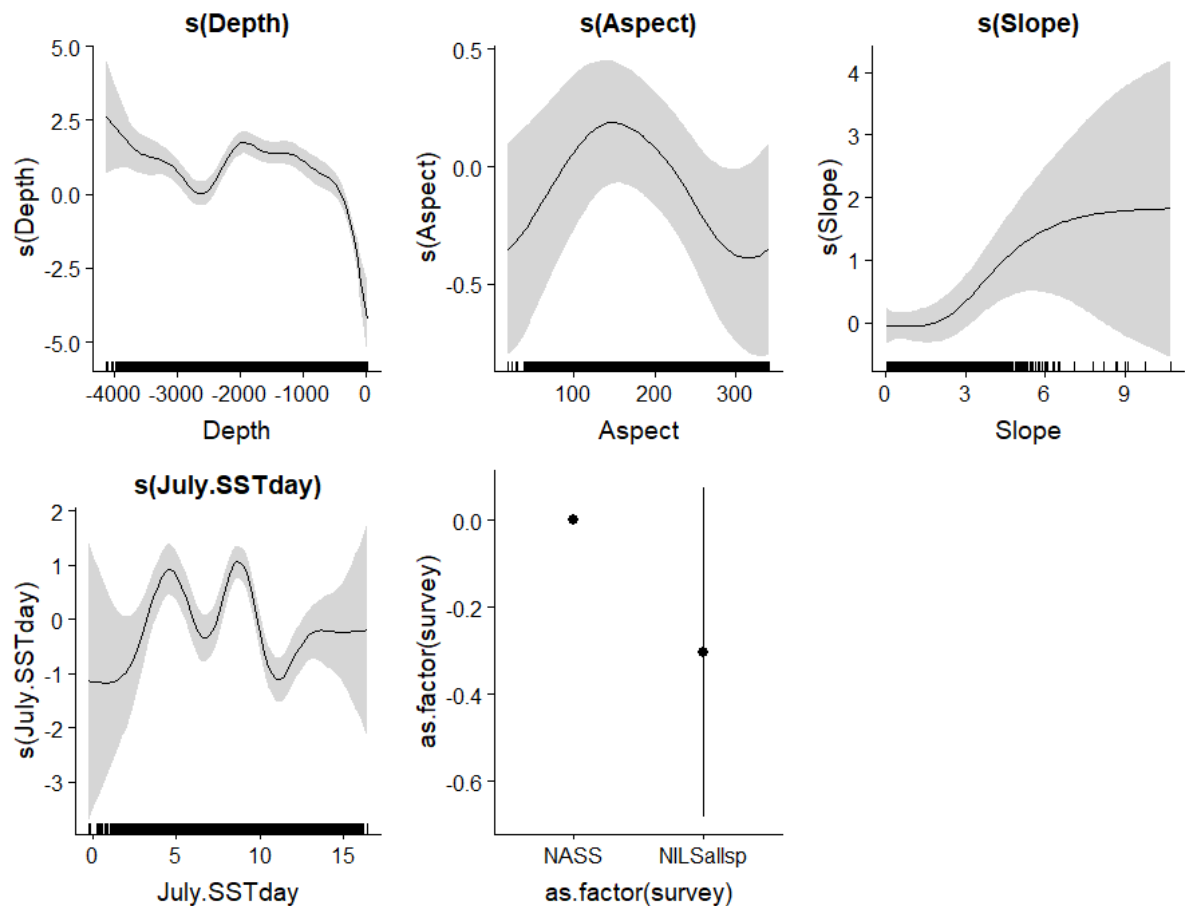 s(Depth)
s(Depth)
5.0
2.5
0.0
-2.5
-5.0
-4000 -3000 -2000 -1000 0
Depth
s(Aspect)
s(Aspect)
0.5
0.0
-0.5
100 200 300
Aspect
s(Slope)
s(Slope)
4
3
2
1
0
0 3 6 9
Slope
s(July.SSTday)
s(July.SSTday)
2
1
0
-1
-2
-3
0 5 10 15
July.SSTday
as.factor(survey)
0.0
-0.2
-0.4
-0.6
NASS NILSallsp
as.factor(survey)